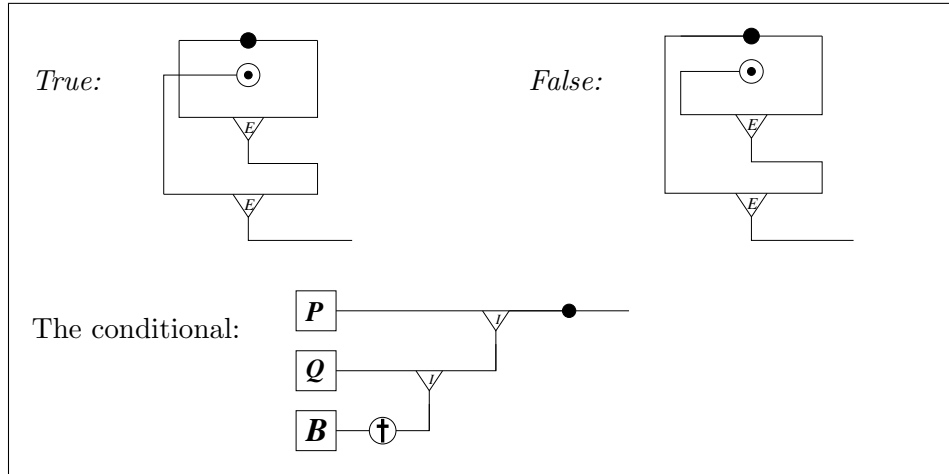 True: False:
E E
E E
The conditional:
P I
Q I
B †